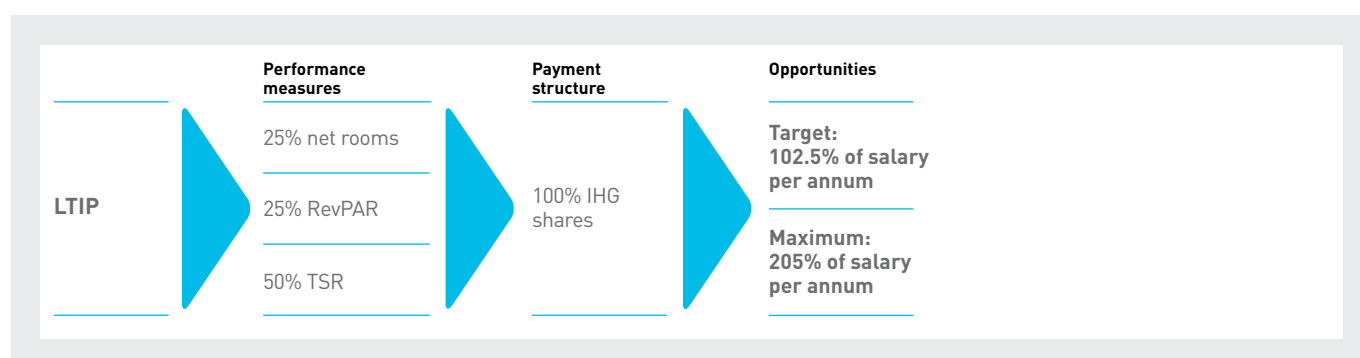 Performance
measures
Payment
structure
Opportunities
LTIP
25% net rooms
25% RevPAR
50% TSR
100% IHG
shares
Target:
102.5% of salary
per annum
Maximum:
205% of salary
per annum